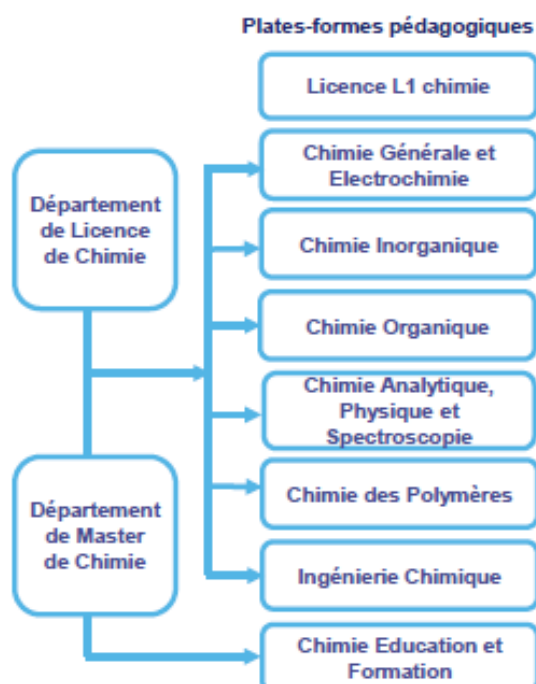 Plates-formes pédagogiques
Licence L1 chimie
Chimie Générale et
Electrochimie
Département
de Licence
de Chimie
Chimie Inorganique
Chimie Organique
Chimie Analytique,
Physique et
Spectroscopie
Département
de Master
de Chimie
Chimie des Polymères
Ingénierie Chimique
Chimie Education et
Formation